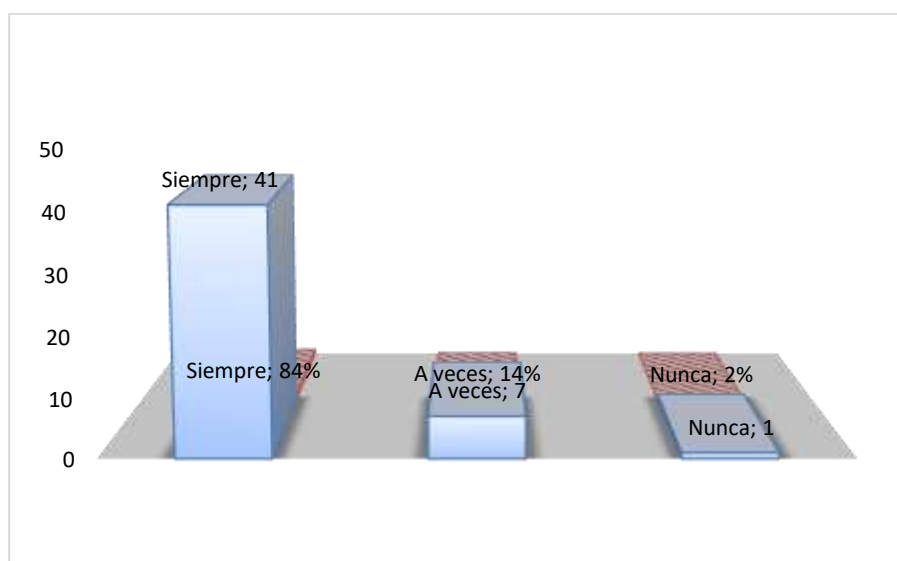 50
Siempre; 41
40
30
20
Siempre; 84%
A veces; 14%
Nunca; 2%
A veces; 7
10
Nunca; 1
0